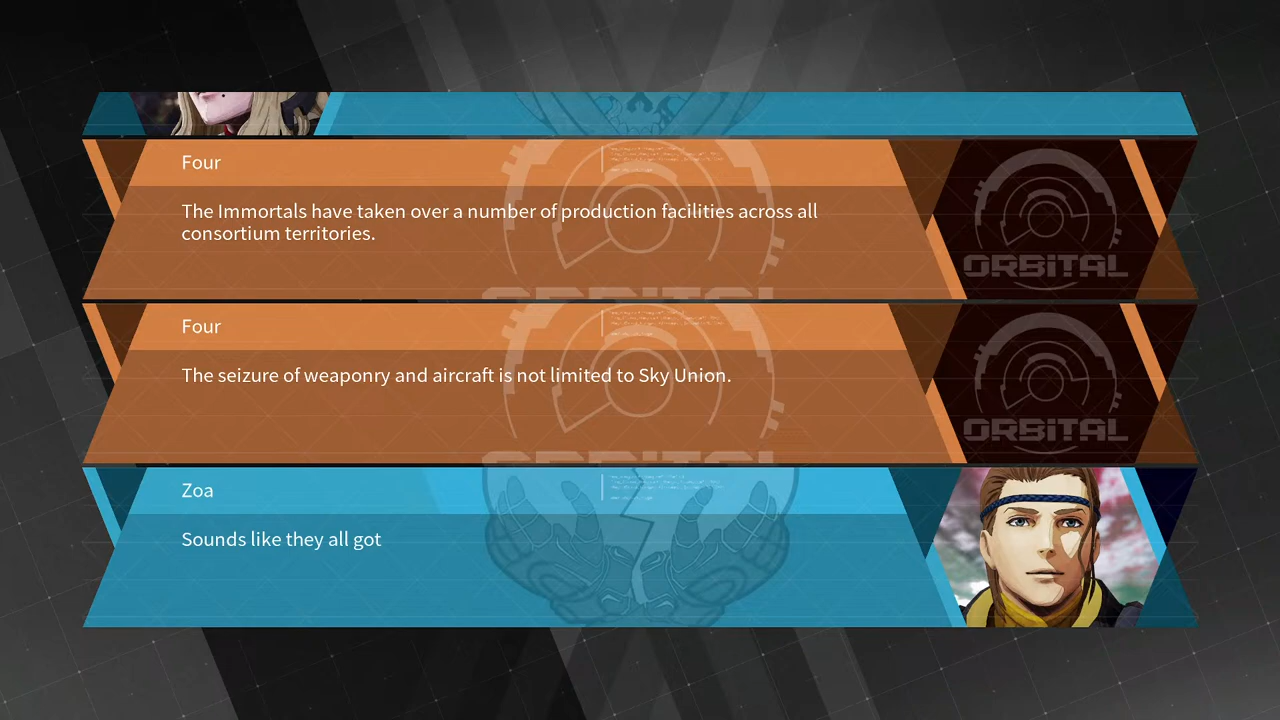 Four
The Immortals have taken over a number of production facilities across all
consortium territories.
ORBITAL
Four
The seizure of weaponry and aircraft is not limited to Sky Union.
ORBITAL
Zoa
Sounds like they all got